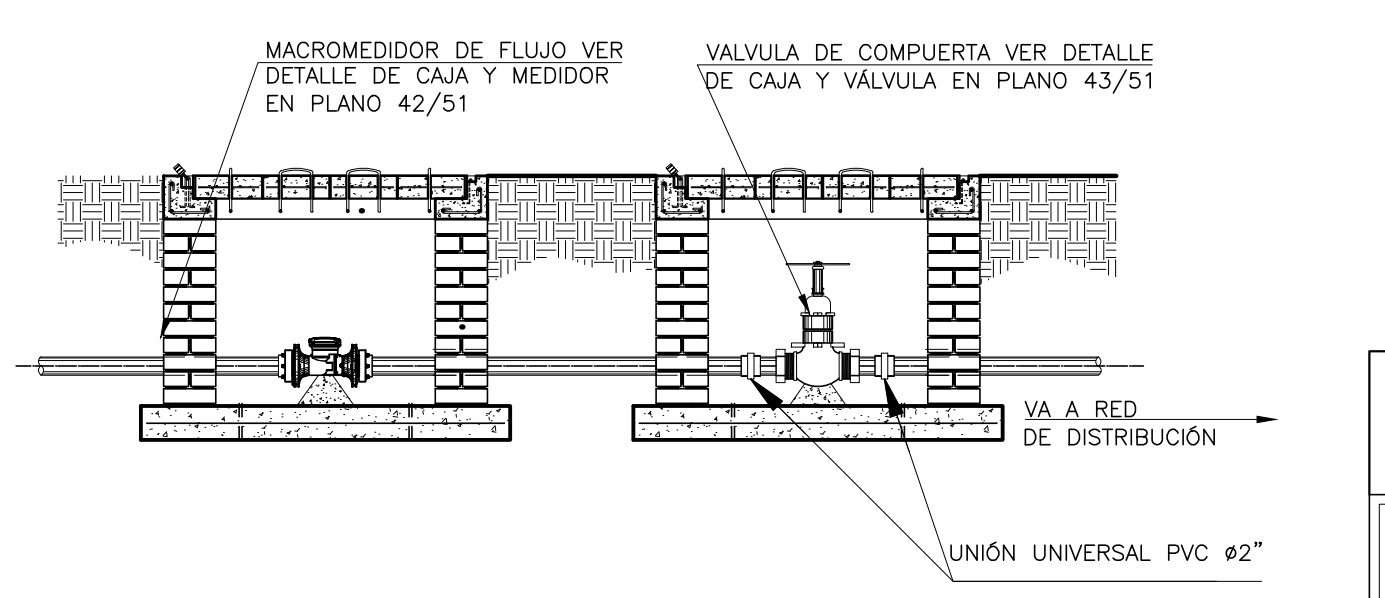 MACROMEDIDOR DE FLUJO VER
DETALLE DE CAJA Y MEDIDOR
EN PLANO 42/51
VALVULA DE COMPUERTA VER DETALLE
DE CAJA Y VÁLVULA EN PLANO 43/51
VA A RED
DE DISTRIBUCIÓN
UNIÓN UNIVERSAL PVC ø2”